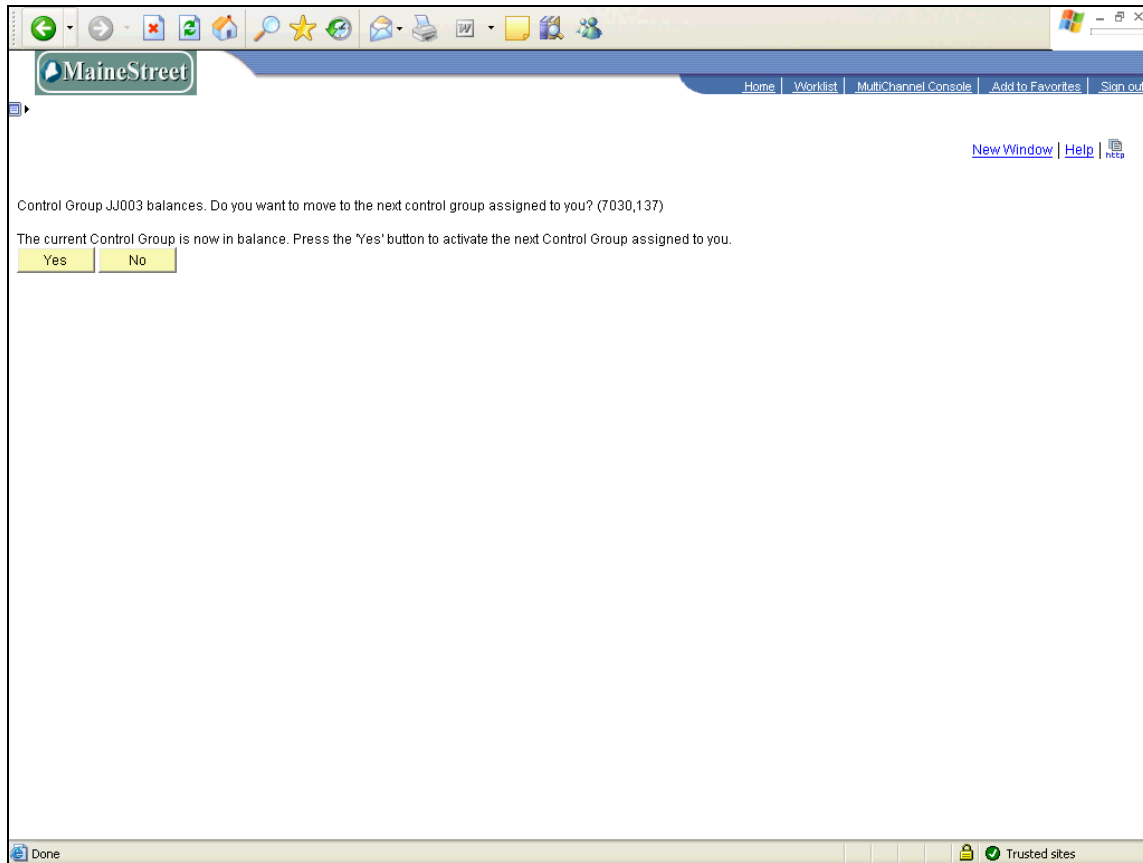 MaineStreet
Home | Worklist | MultiChannel Console | Add to Favorites | Sign out
New Window | Help | http
Control Group JJ003 balances. Do you want to move to the next control group assigned to you? (7030,137)
The current Control Group is now in balance. Press the 'Yes' button to activate the next Control Group assigned to you.
Yes No
Done Trusted sites